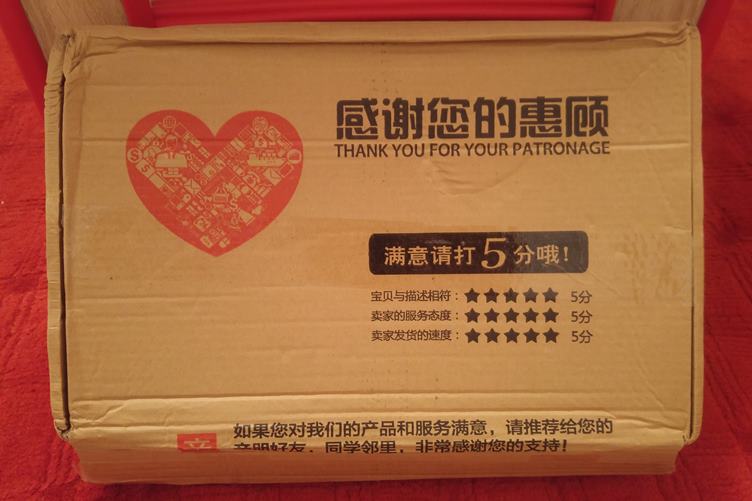 感谢您的惠顾
THANK YOU FOR YOUR PATRONAGE
满意请打5分哦!
宝贝与描述相符:★★★★★ 5分
卖家的服务态度:★★★★★ 5分
卖家发货的速度:★★★★★ 5分
如果您对我们的产品和服务满意,请推荐给您的
亲朋好友,同学邻里,非常感谢您的支持!